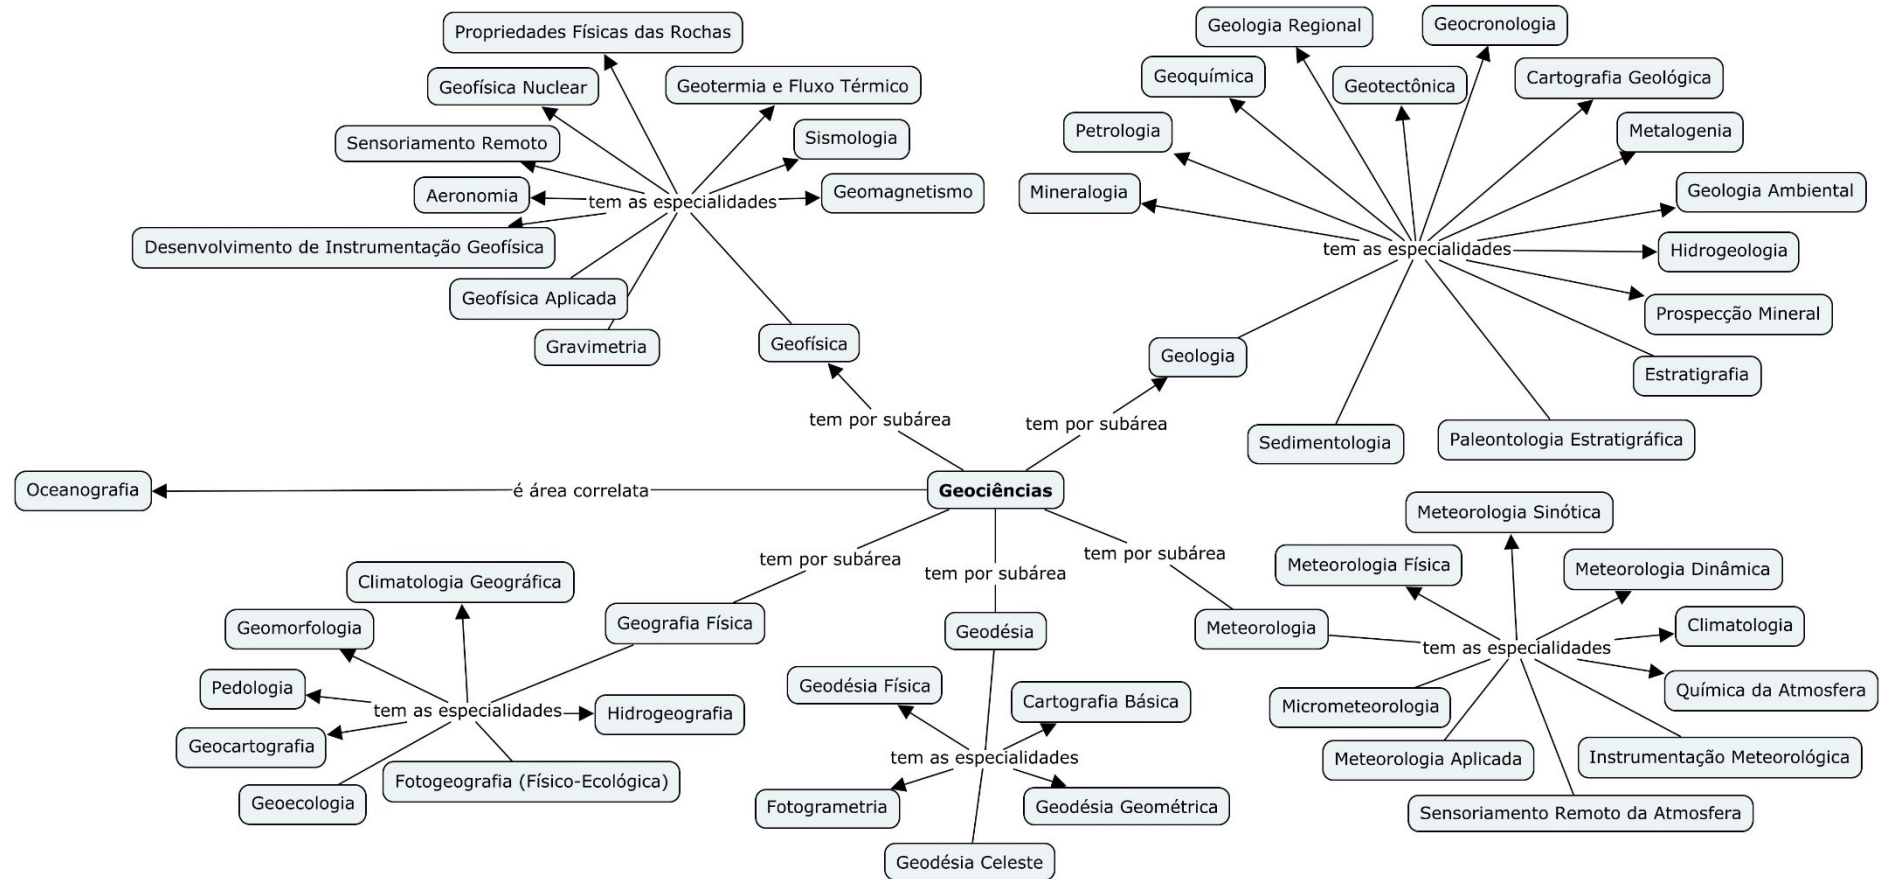 Propriedades Físicas das Rochas
Geofísica Nuclear
Geotermia e Fluxo Térmico
Sensoriamento Remoto
Sismologia
Aeronomia
tem as especialidades
Geomagnetismo
Desenvolvimento de Instrumentação Geofísica
Geofísica Aplicada
Gravimetria
Geofísica
tem por subárea
Geologia Regional
Geocronologia
Geoquímica
Geotectônica
Cartografia Geológica
Petrologia
Metalogenia
Mineralogia
Geologia Ambiental
tem as especialidades
Hidrogeologia
Prospecção Mineral
Geologia
Estratigrafia
Sedimentologia
Paleontologia Estratigráfica
tem por subárea
Oceanografia
é área correlata
Geociências
tem por subárea
tem por subárea
tem por subárea
Climatologia Geográfica
Geomorfologia
Geografia Física
Pedologia
tem as especialidades
Hidrogeografia
Geocartografia
Fotogeografia (Físico-Ecológica)
Geoecologia
Geodésia
Geodésia Física
Cartografia Básica
tem as especialidades
Fotogrametria
Geodésia Geométrica
Geodésia Celeste
Meteorologia Sinótica
Meteorologia Física
Meteorologia Dinâmica
Meteorologia
Climatologia
tem as especialidades
Química da Atmosfera
Micrometeorologia
Meteorologia Aplicada
Instrumentação Meteorológica
Sensoriamento Remoto da Atmosfera